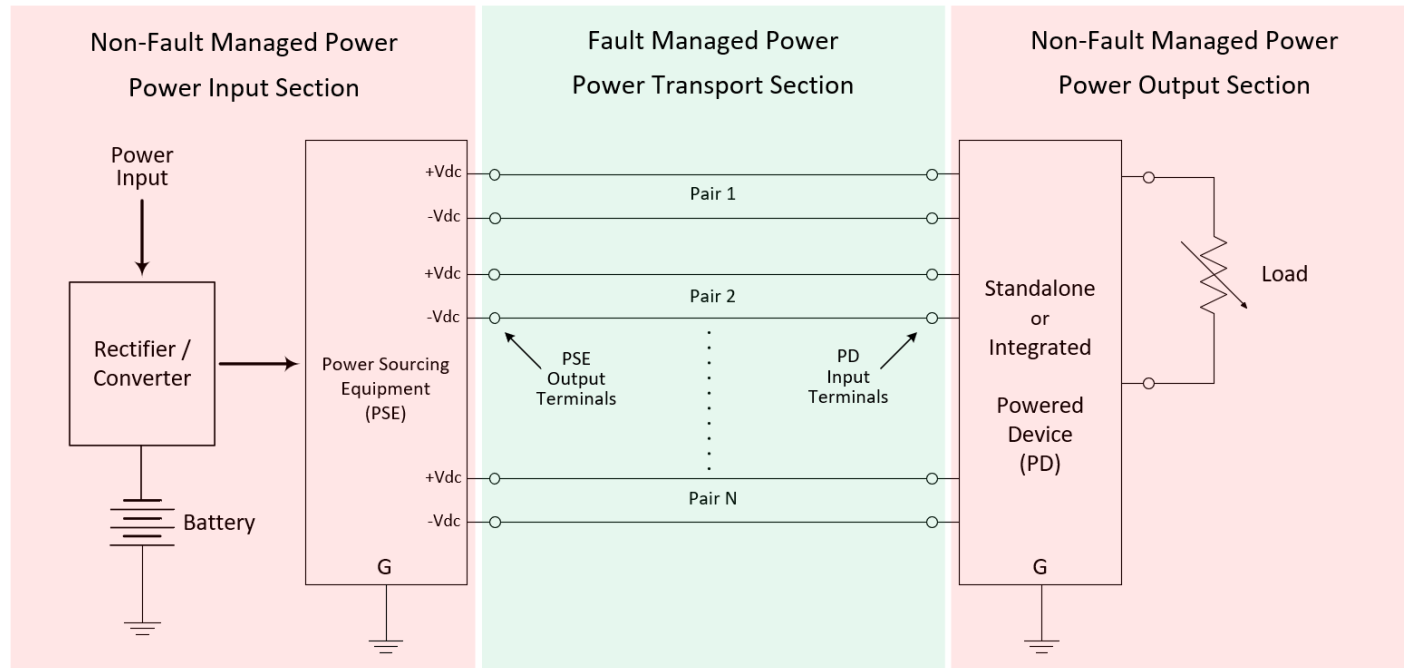 Non-Fault Managed Power
Power Input Section
Fault Managed Power
Power Transport Section
Non-Fault Managed Power
Power Output Section
Power
Input
Rectifier /
Converter
Battery
Power Sourcing
Equipment
(PSE)
+Vdc
-Vdc
+Vdc
-Vdc
+Vdc
-Vdc
G
Pair 1
Pair 2
PSE
Output
Terminals
PD
Input
Terminals
Pair N
Standalone
or
Integrated
Powered
Device
(PD)
G
Load